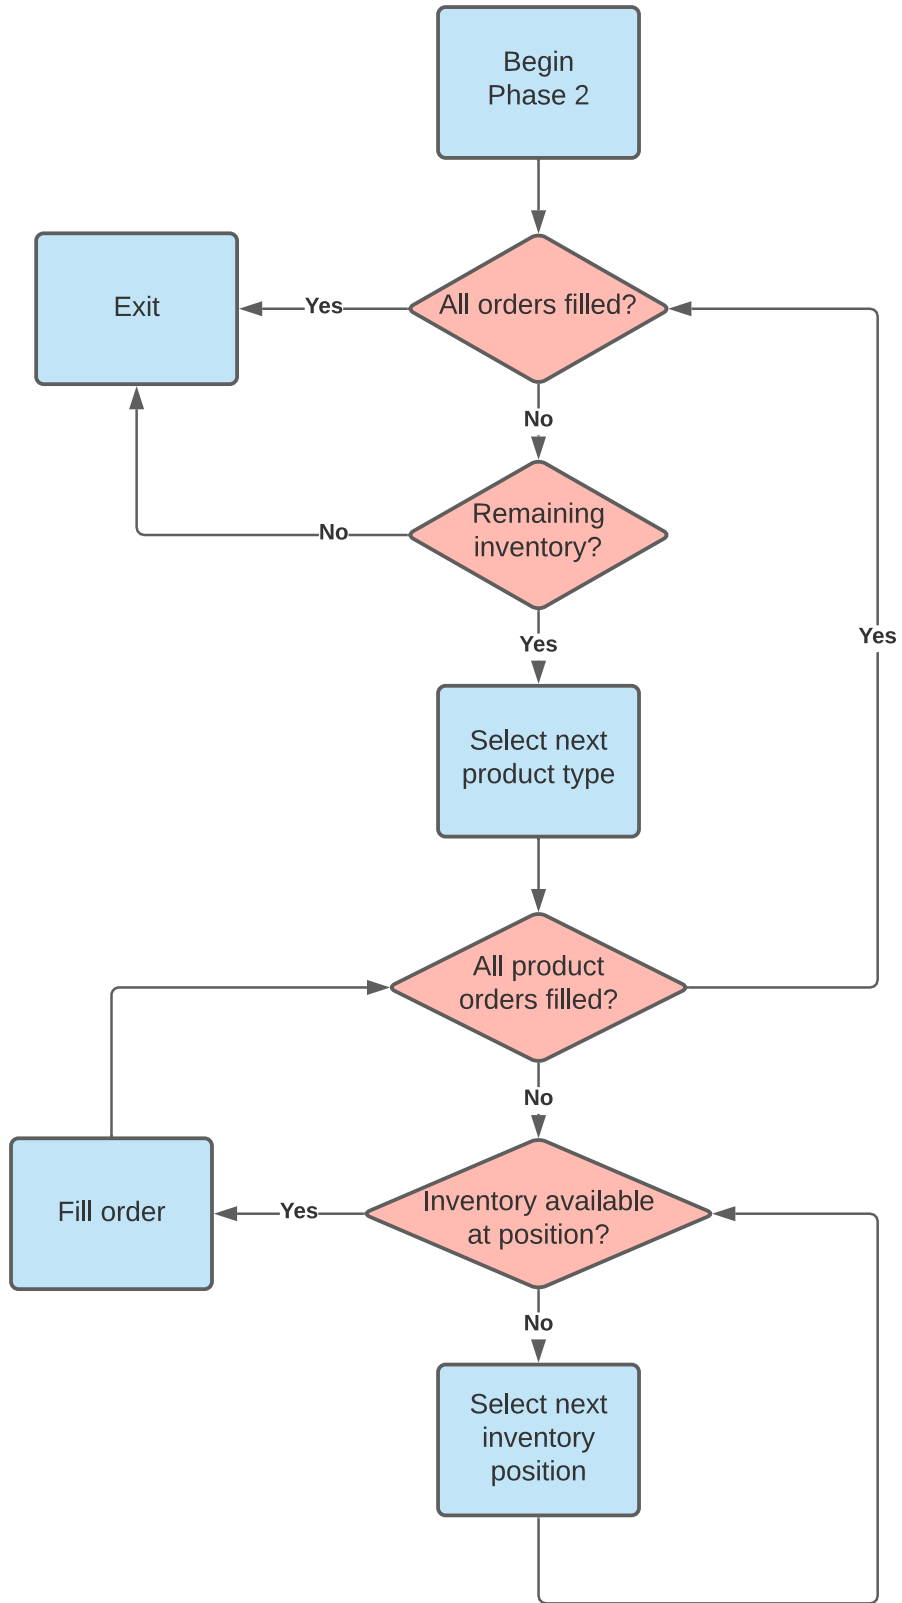 Begin
Phase 2
Exit
Yes
All orders filled?
No
Remaining
inventory?
No
Yes
Yes
Select next
product type
All product
orders filled?
No
Fill order
Yes
Inventory available
at position?
No
Select next
inventory
position